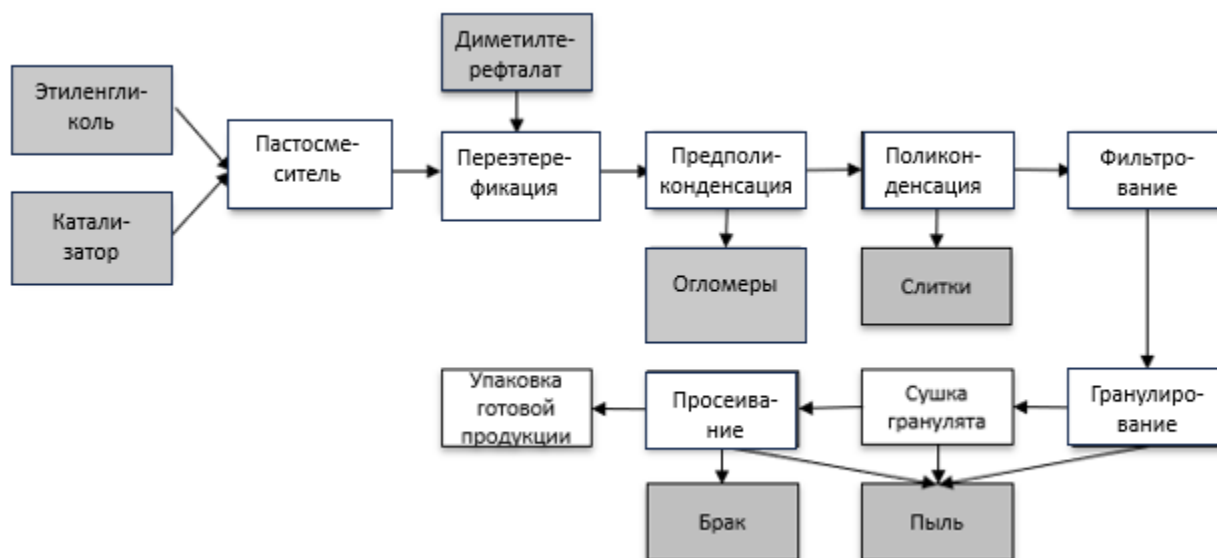 Диметилте-
рефталат
Этиленгли-
коль
Пастосме-
ситель
Переэтере-
фикация
Предполи-
конденсация
Поликон-
денсация
Фильтро-
вание
Катали-
затор
Огломеры
Слитки
Упаковка
готовой
продукции
Просеива-
ние
Сушка
гранулята
Гранулиро-
вание
Брак
Пыль